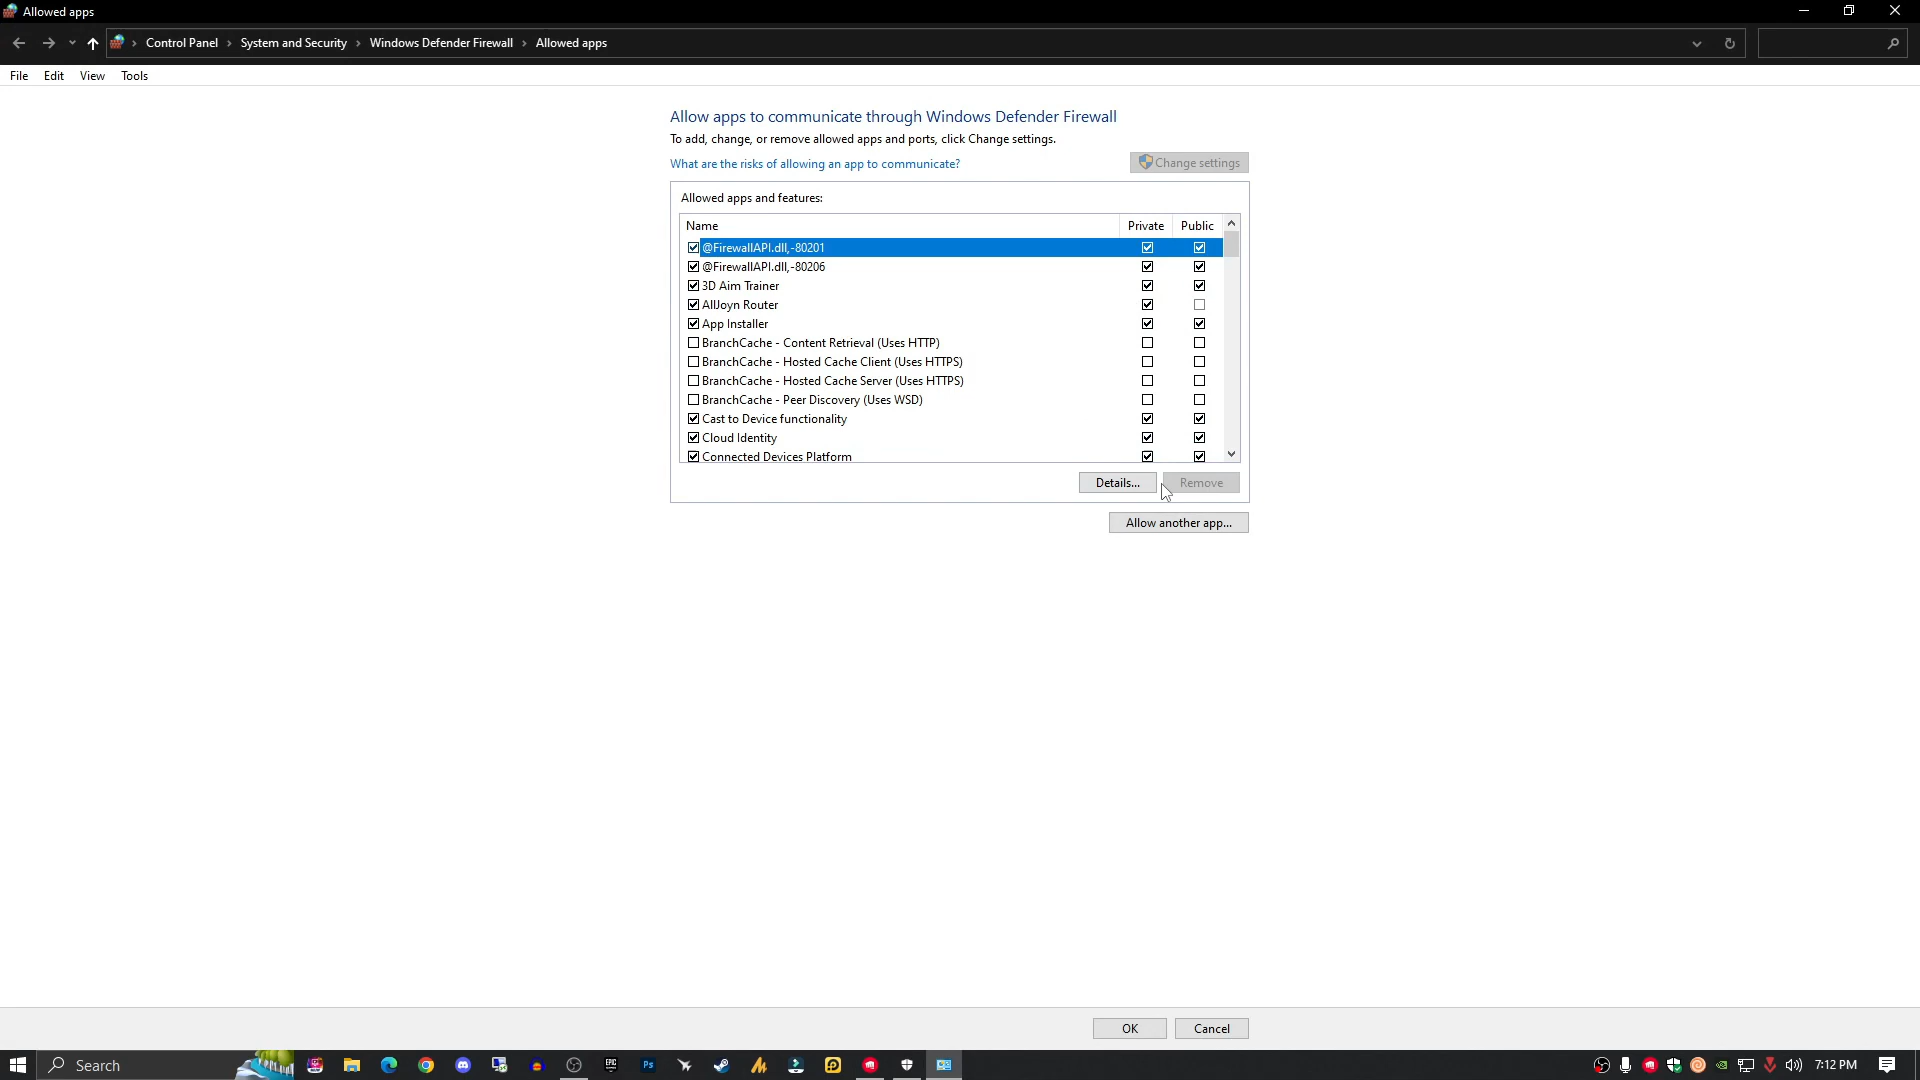 Allowed apps
Control Panel > System and Security > Windows Defender Firewall > Allowed apps
File Edit View Tools
Allow apps to communicate through Windows Defender Firewall
To add, change, or remove allowed apps and ports, click Change settings.
What are the risks of allowing an app to communicate?
Change settings
Allowed apps and features:
Name Private Public
@FirewallAPI.dll,-80201
@FirewallAPI.dll,-80206
3D Aim Trainer
AllJoyn Router
App Installer
BranchCache - Content Retrieval (Uses HTTP)
BranchCache - Hosted Cache Client (Uses HTTPS)
BranchCache - Hosted Cache Server (Uses HTTPS)
BranchCache - Peer Discovery (Uses WSD)
Cast to Device functionality
Cloud Identity
Connected Devices Platform
Details... Remove
Allow another app...
OK Cancel
Search EPIC Ps 7:12 PM